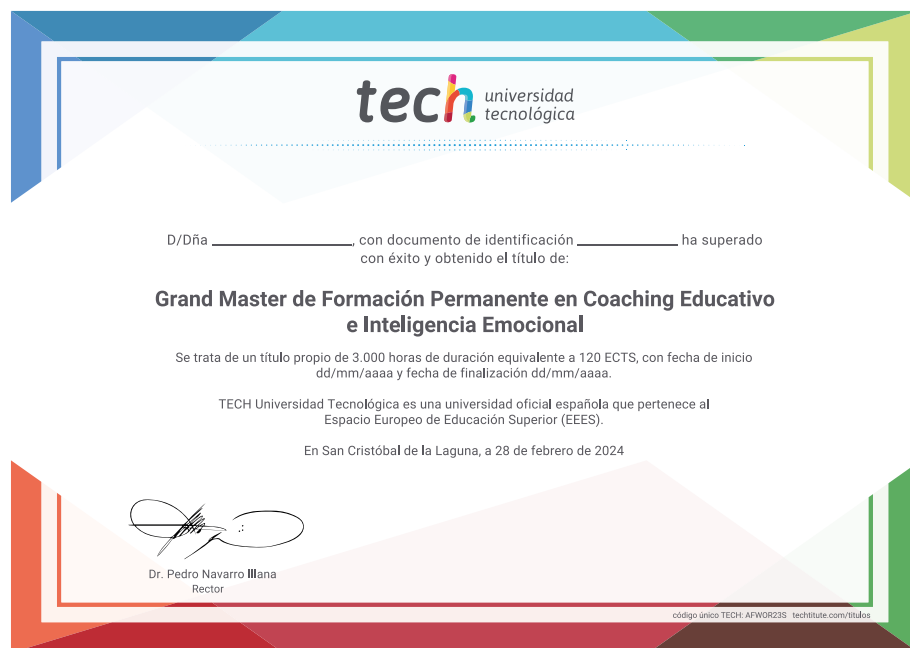 tech universidad
tecnológica
D/Dña ____________________, con documento de identificación ______________ ha superado
con éxito y obtenido el título de:
Grand Master de Formación Permanente en Coaching Educativo
e Inteligencia Emocional
Se trata de un título propio de 3.000 horas de duración equivalente a 120 ECTS, con fecha de inicio
dd/mm/aaaa y fecha de finalización dd/mm/aaaa.
TECH Universidad Tecnológica es una universidad oficial española que pertenece al
Espacio Europeo de Educación Superior (EEES).
En San Cristóbal de la Laguna, a 28 de febrero de 2024
Dr. Pedro Navarro Illana
Rector
código único TECH: AFWOR23S techtitute.com/titulos